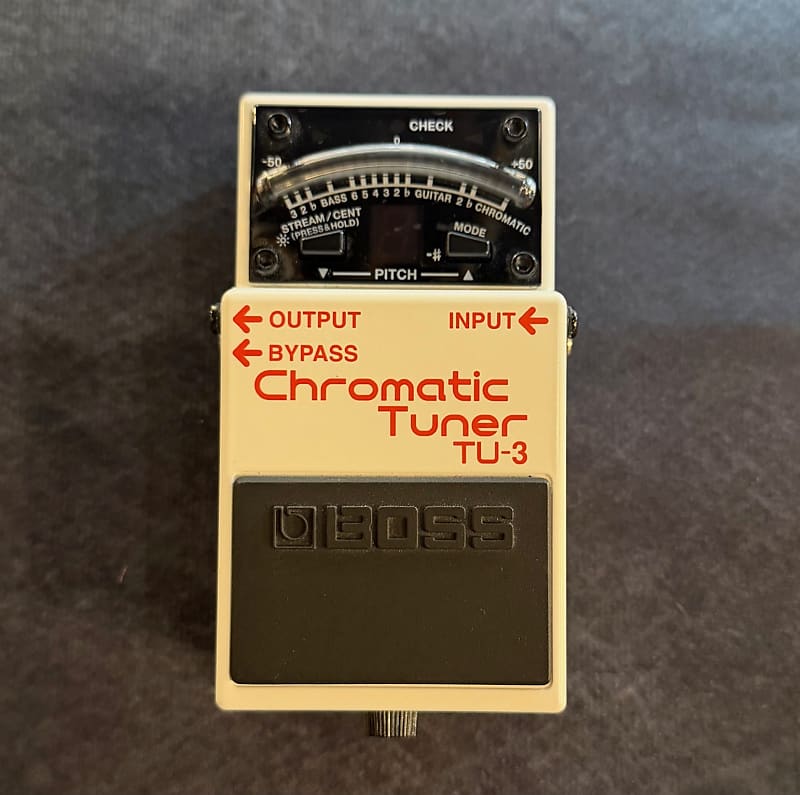 CHECK
0
-50 +50
3 2 ♭ BASS 6 5 4 3 2 ♭ GUITAR 2 ♭ CHROMATIC
STREAM/CENT
(PRESS & HOLD)
MODE
-♯
▼ PITCH ▲
← OUTPUT
INPUT ←
← BYPASS
Chromatic
Tuner
TU-3
BOSS